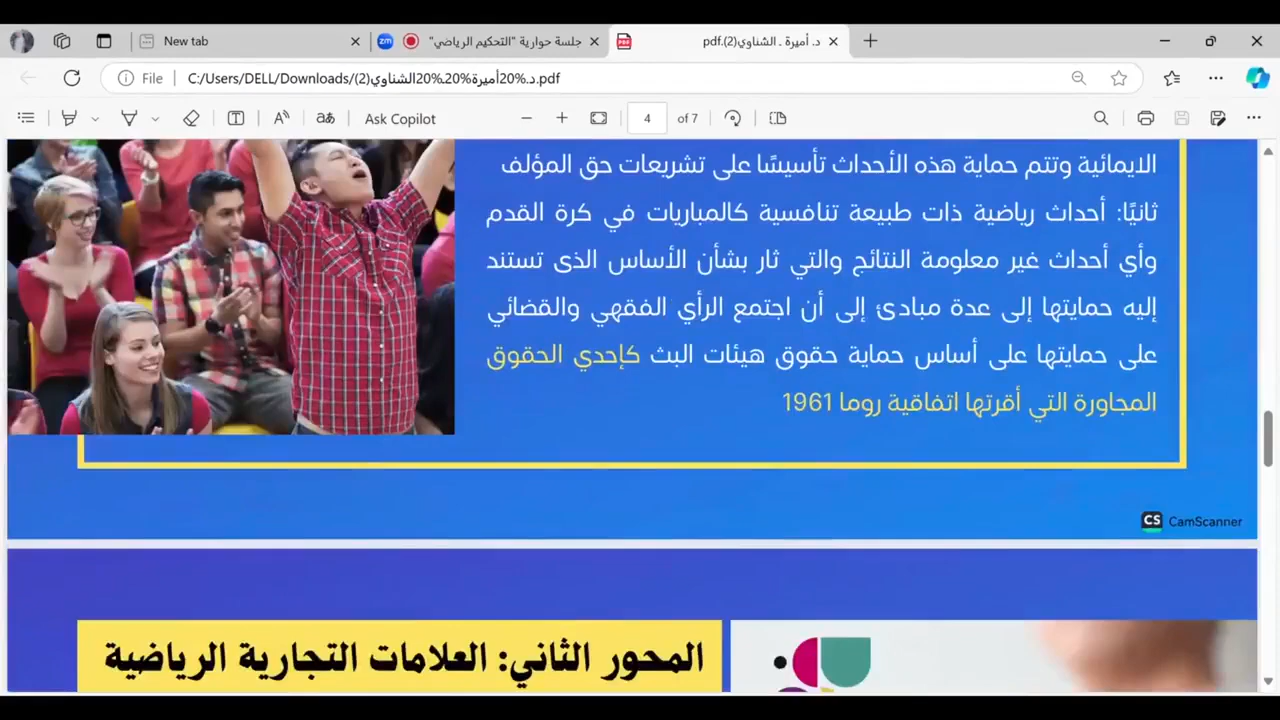 New tab
جلسة حوارية "التحكيم الرياضي"
د. أميرة . الشناوي(2).pdf
File
C:/Users/DELL/Downloads/(2)الشناوي20%.20%أميرة20%.د.pdf
Ask Copilot
4 of 7
الايمائية وتتم حماية هذه الأحداث تأسيسًا على تشريعات حق المؤلف
ثانيًا: أحداث رياضية ذات طبيعة تنافسية كالمباريات في كرة القدم
وأي أحداث غير معلومة النتائج والتي ثار بشأن الأساس الذى تستند
إليه حمايتها إلى عدة مبادئ إلى أن اجتمع الرأي الفقهي والقضائي
على حمايتها على أساس حماية حقوق هيئات البث كإحدي الحقوق
المجاورة التي أقرتها اتفاقية روما 1961
CS CamScanner
المحور الثاني: العلامات التجارية الرياضية